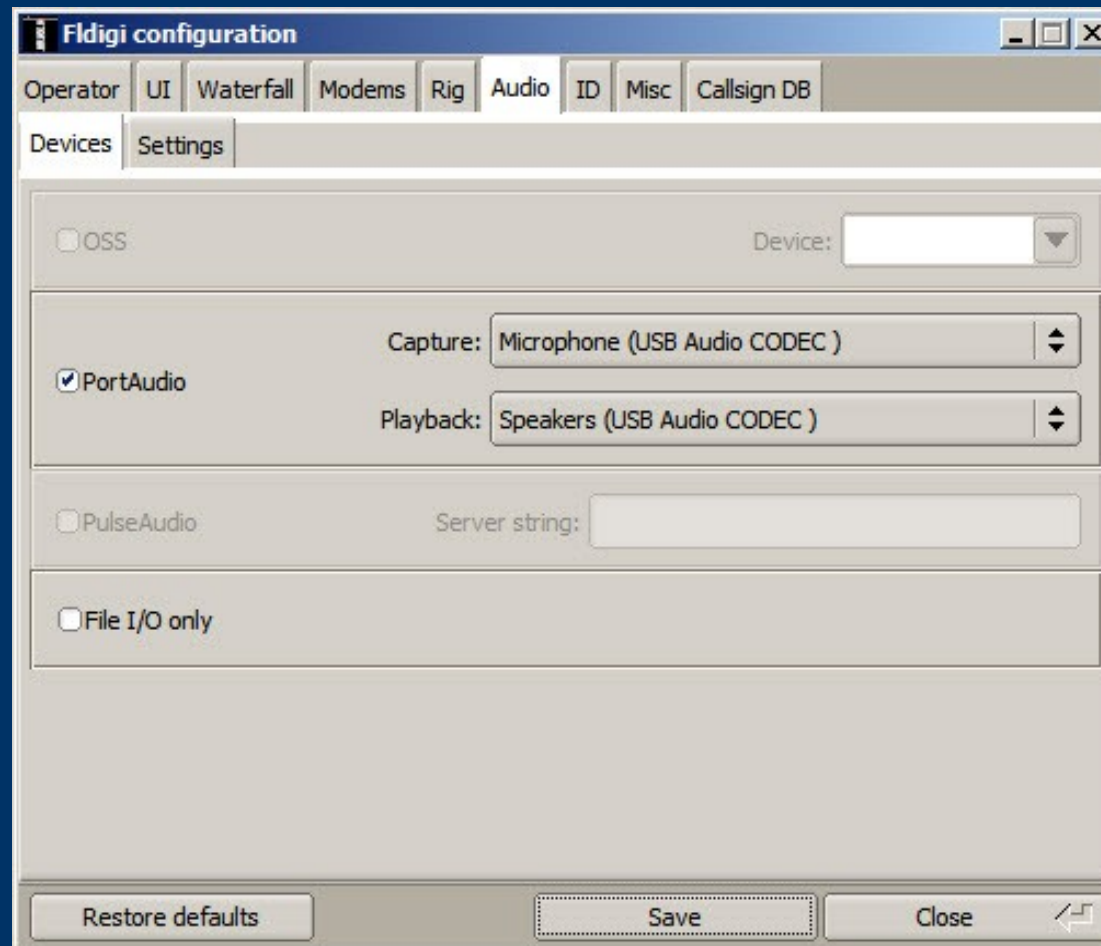 Fldigi configuration
Operator UI Waterfall Modems Rig Audio ID Misc Callsign DB
Devices Settings
OSS Device:
Capture: Microphone (USB Audio CODEC )
PortAudio
Playback: Speakers (USB Audio CODEC )
PulseAudio Server string:
File I/O only
Restore defaults Save Close